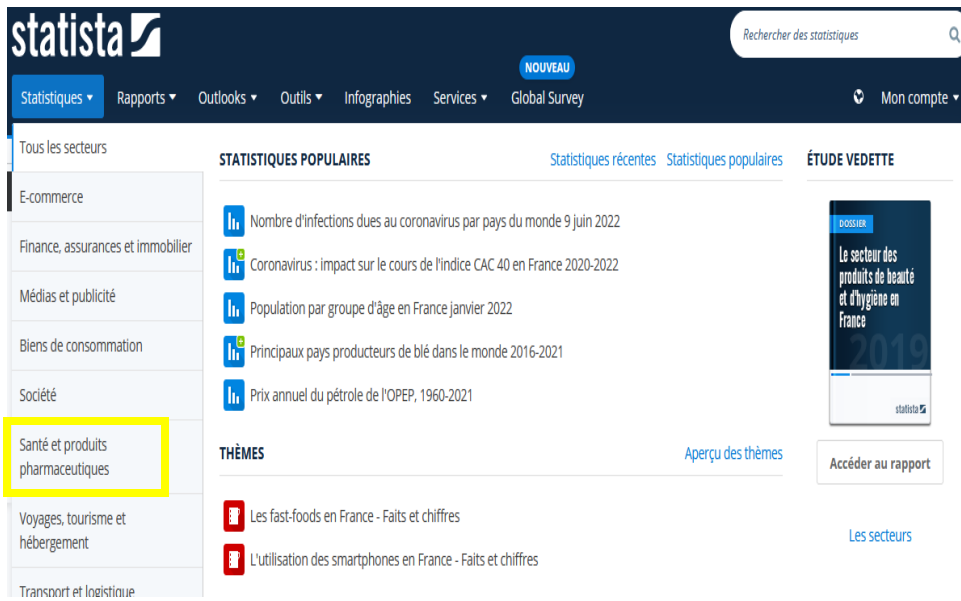 statista
Rechercher des statistiques
NOUVEAU
Statistiques Rapports Outlooks Outils Infographies Services Global Survey Mon compte
Tous les secteurs
E-commerce
Finance, assurances et immobilier
Médias et publicité
Biens de consommation
Société
Santé et produits
pharmaceutiques
Voyages, tourisme et
hébergement
Transport et logistique
STATISTIQUES POPULAIRES Statistiques récentes Statistiques populaires
Nombre d'infections dues au coronavirus par pays du monde 9 juin 2022
Coronavirus : impact sur le cours de l'indice CAC 40 en France 2020-2022
Population par groupe d'âge en France janvier 2022
Principaux pays producteurs de blé dans le monde 2016-2021
Prix annuel du pétrole de l'OPEP, 1960-2021
THÈMES Aperçu des thèmes
Les fast-foods en France - Faits et chiffres
L'utilisation des smartphones en France - Faits et chiffres
ÉTUDE VEDETTE
DOSSIER
Le secteur des
produits de beauté
et d'hygiène en
France
2019
statista
Accéder au rapport
Les secteurs